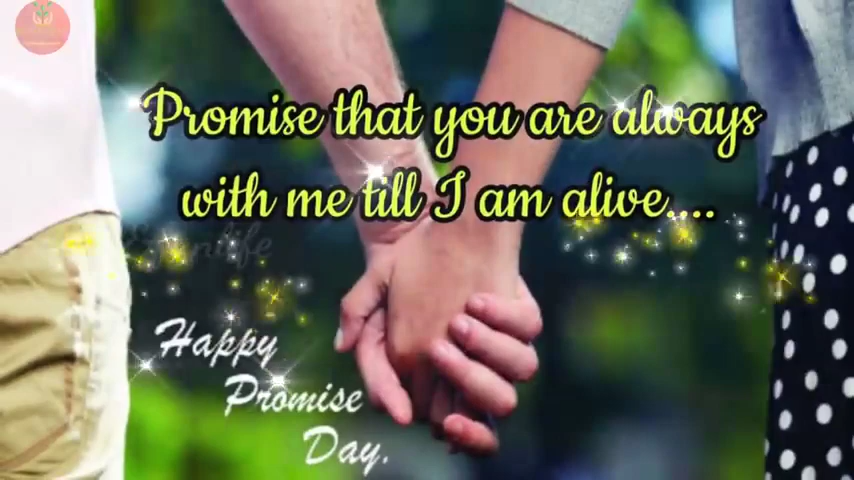 Promise that you are always
with me till I am alive....
Happy
Promise
Day.